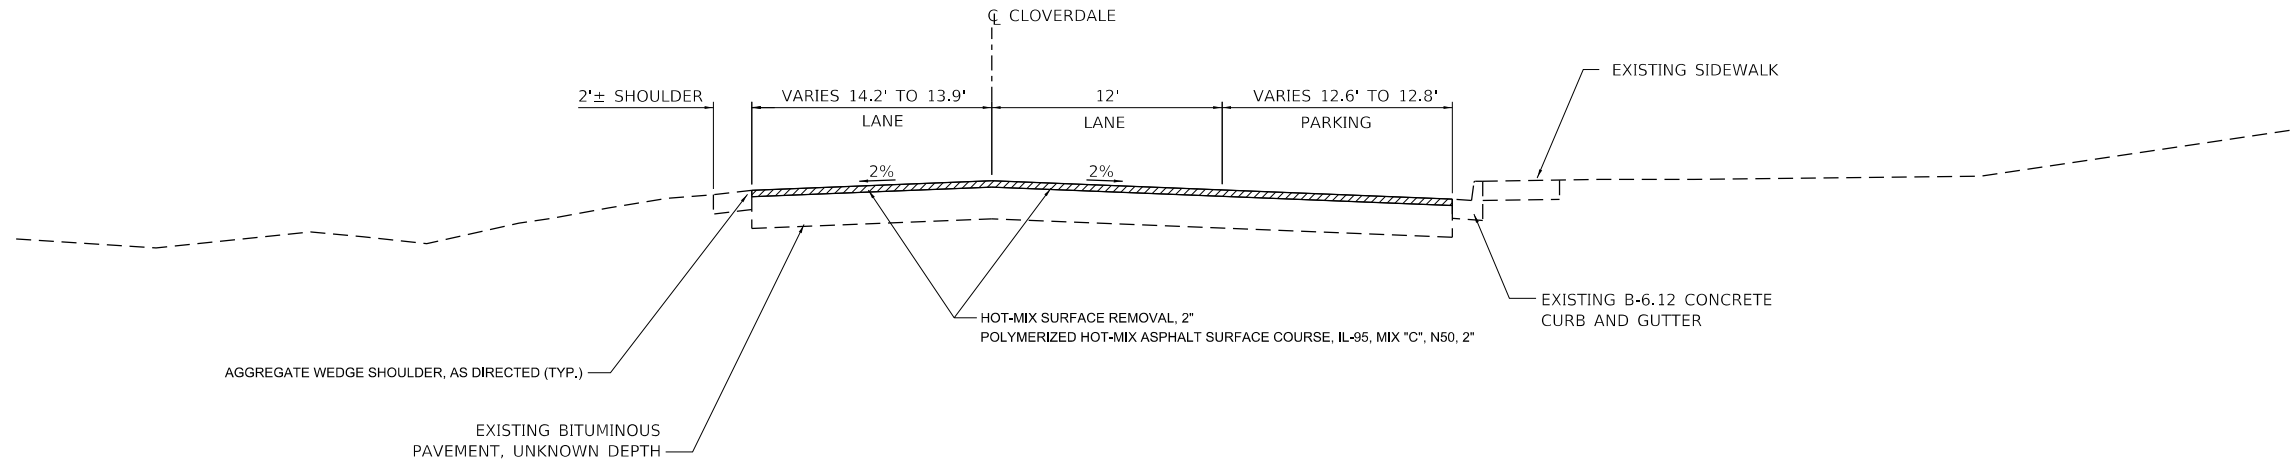 ℄ CLOVERDALE
EXISTING SIDEWALK
2'± SHOULDER
VARIES 14.2' TO 13.9'
LANE
12'
LANE
VARIES 12.6' TO 12.8'
PARKING
2%
2%
EXISTING B-6.12 CONCRETE
CURB AND GUTTER
HOT-MIX SURFACE REMOVAL, 2"
POLYMERIZED HOT-MIX ASPHALT SURFACE COURSE, IL-95, MIX "C", N50, 2"
AGGREGATE WEDGE SHOULDER, AS DIRECTED (TYP.)
EXISTING BITUMINOUS
PAVEMENT, UNKNOWN DEPTH